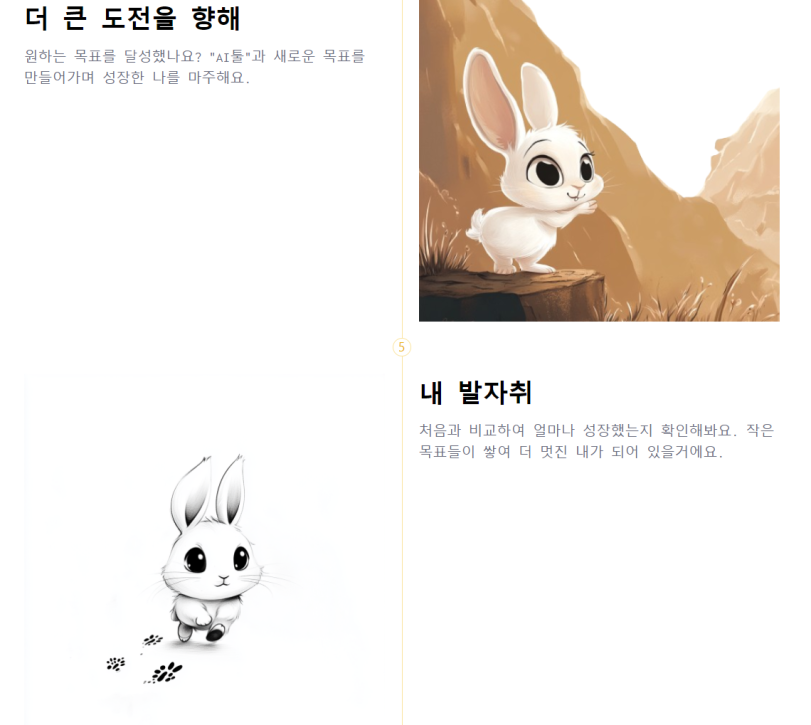 더 큰 도전을 향해
원하는 목표를 달성했나요? "AI툴"과 새로운 목표를
만들어가며 성장한 나를 마주해요.
5
내 발자취
처음과 비교하여 얼마나 성장했는지 확인해봐요. 작은
목표들이 쌓여 더 멋진 내가 되어 있을거에요.